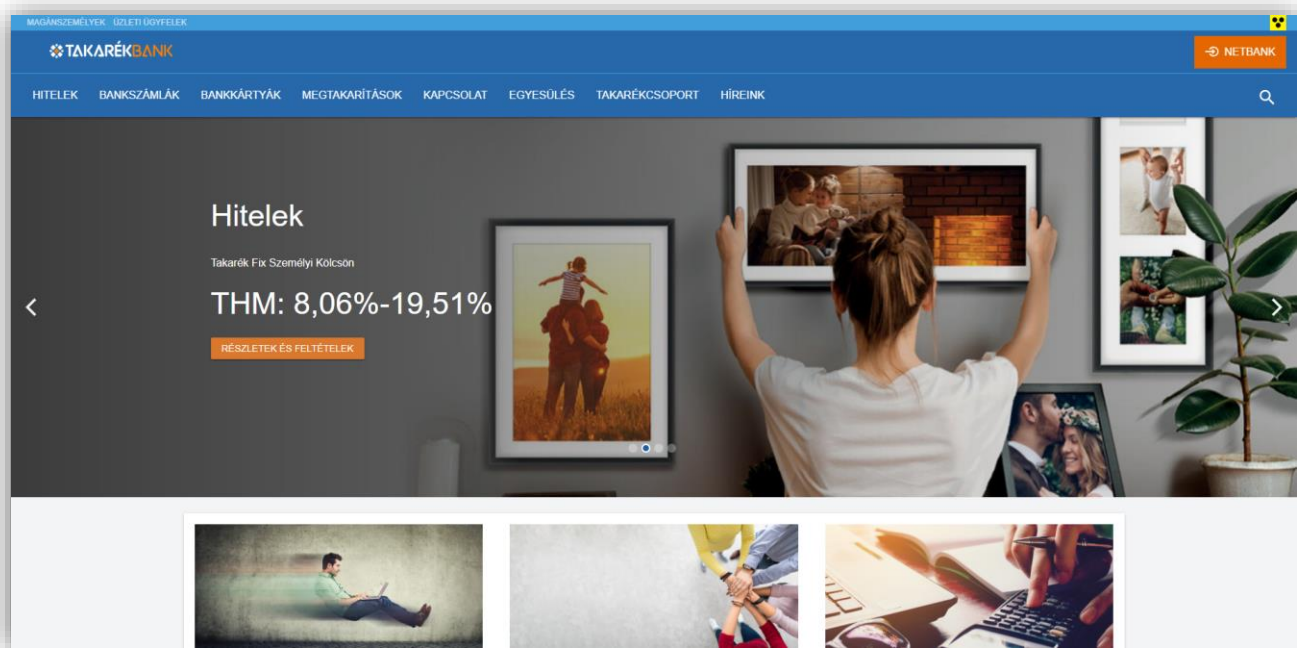 MAGÁNSZEMÉLYEK ÜZLETI ÜGYFELEK
TAKARÉKBANK
NETBANK
HITELEK BANKSZÁMLÁK BANKKÁRTYÁK MEGTAKARÍTÁSOK KAPCSOLAT EGYESÜLÉS TAKARÉKCSOPORT HÍREINK
Hitelek
Takarék Fix Személyi Kölcsön
THM: 8,06%-19,51%
RÉSZLETEK ÉS FELTÉTELEK